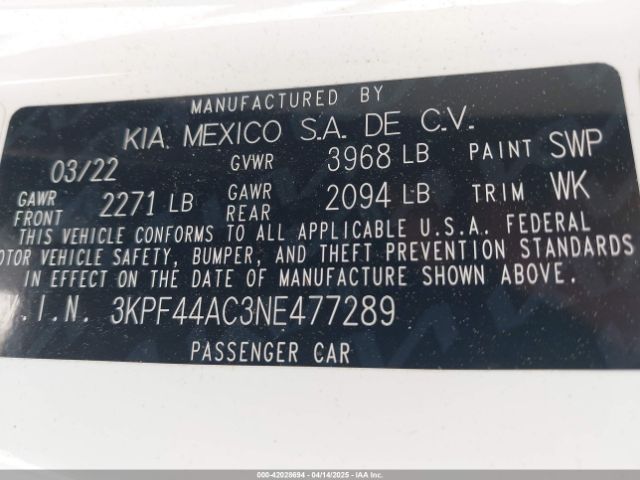 MANUFACTURED BY
KIA MEXICO S.A. DE C.V.
03/22 GVWR 3968 LB PAINT SWP
GAWR FRONT 2271 LB GAWR REAR 2094 LB TRIM WK
THIS VEHICLE CONFORMS TO ALL APPLICABLE U.S.A. FEDERAL
OTOR VEHICLE SAFETY, BUMPER, AND THEFT PREVENTION STANDARDS
IN EFFECT ON THE DATE OF MANUFACTURE SHOWN ABOVE.
V.I.N. 3KPF44AC3NE477289
PASSENGER CAR
000-42028694 - 04/14/2025 - IAAI.com